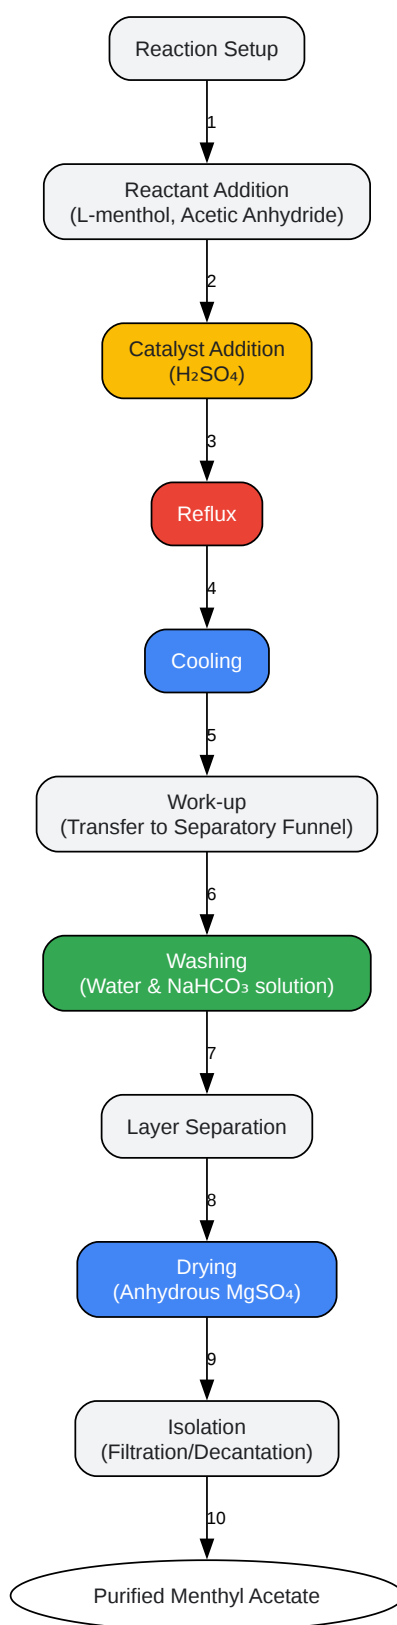 Reaction Setup
1
Reactant Addition
(L-menthol, Acetic Anhydride)
2
Catalyst Addition
(H₂SO₄)
3
Reflux
4
Cooling
5
Work-up
(Transfer to Separatory Funnel)
6
Washing
(Water & NaHCO₃ solution)
7
Layer Separation
8
Drying
(Anhydrous MgSO₄)
9
Isolation
(Filtration/Decantation)
10
Purified Menthyl Acetate